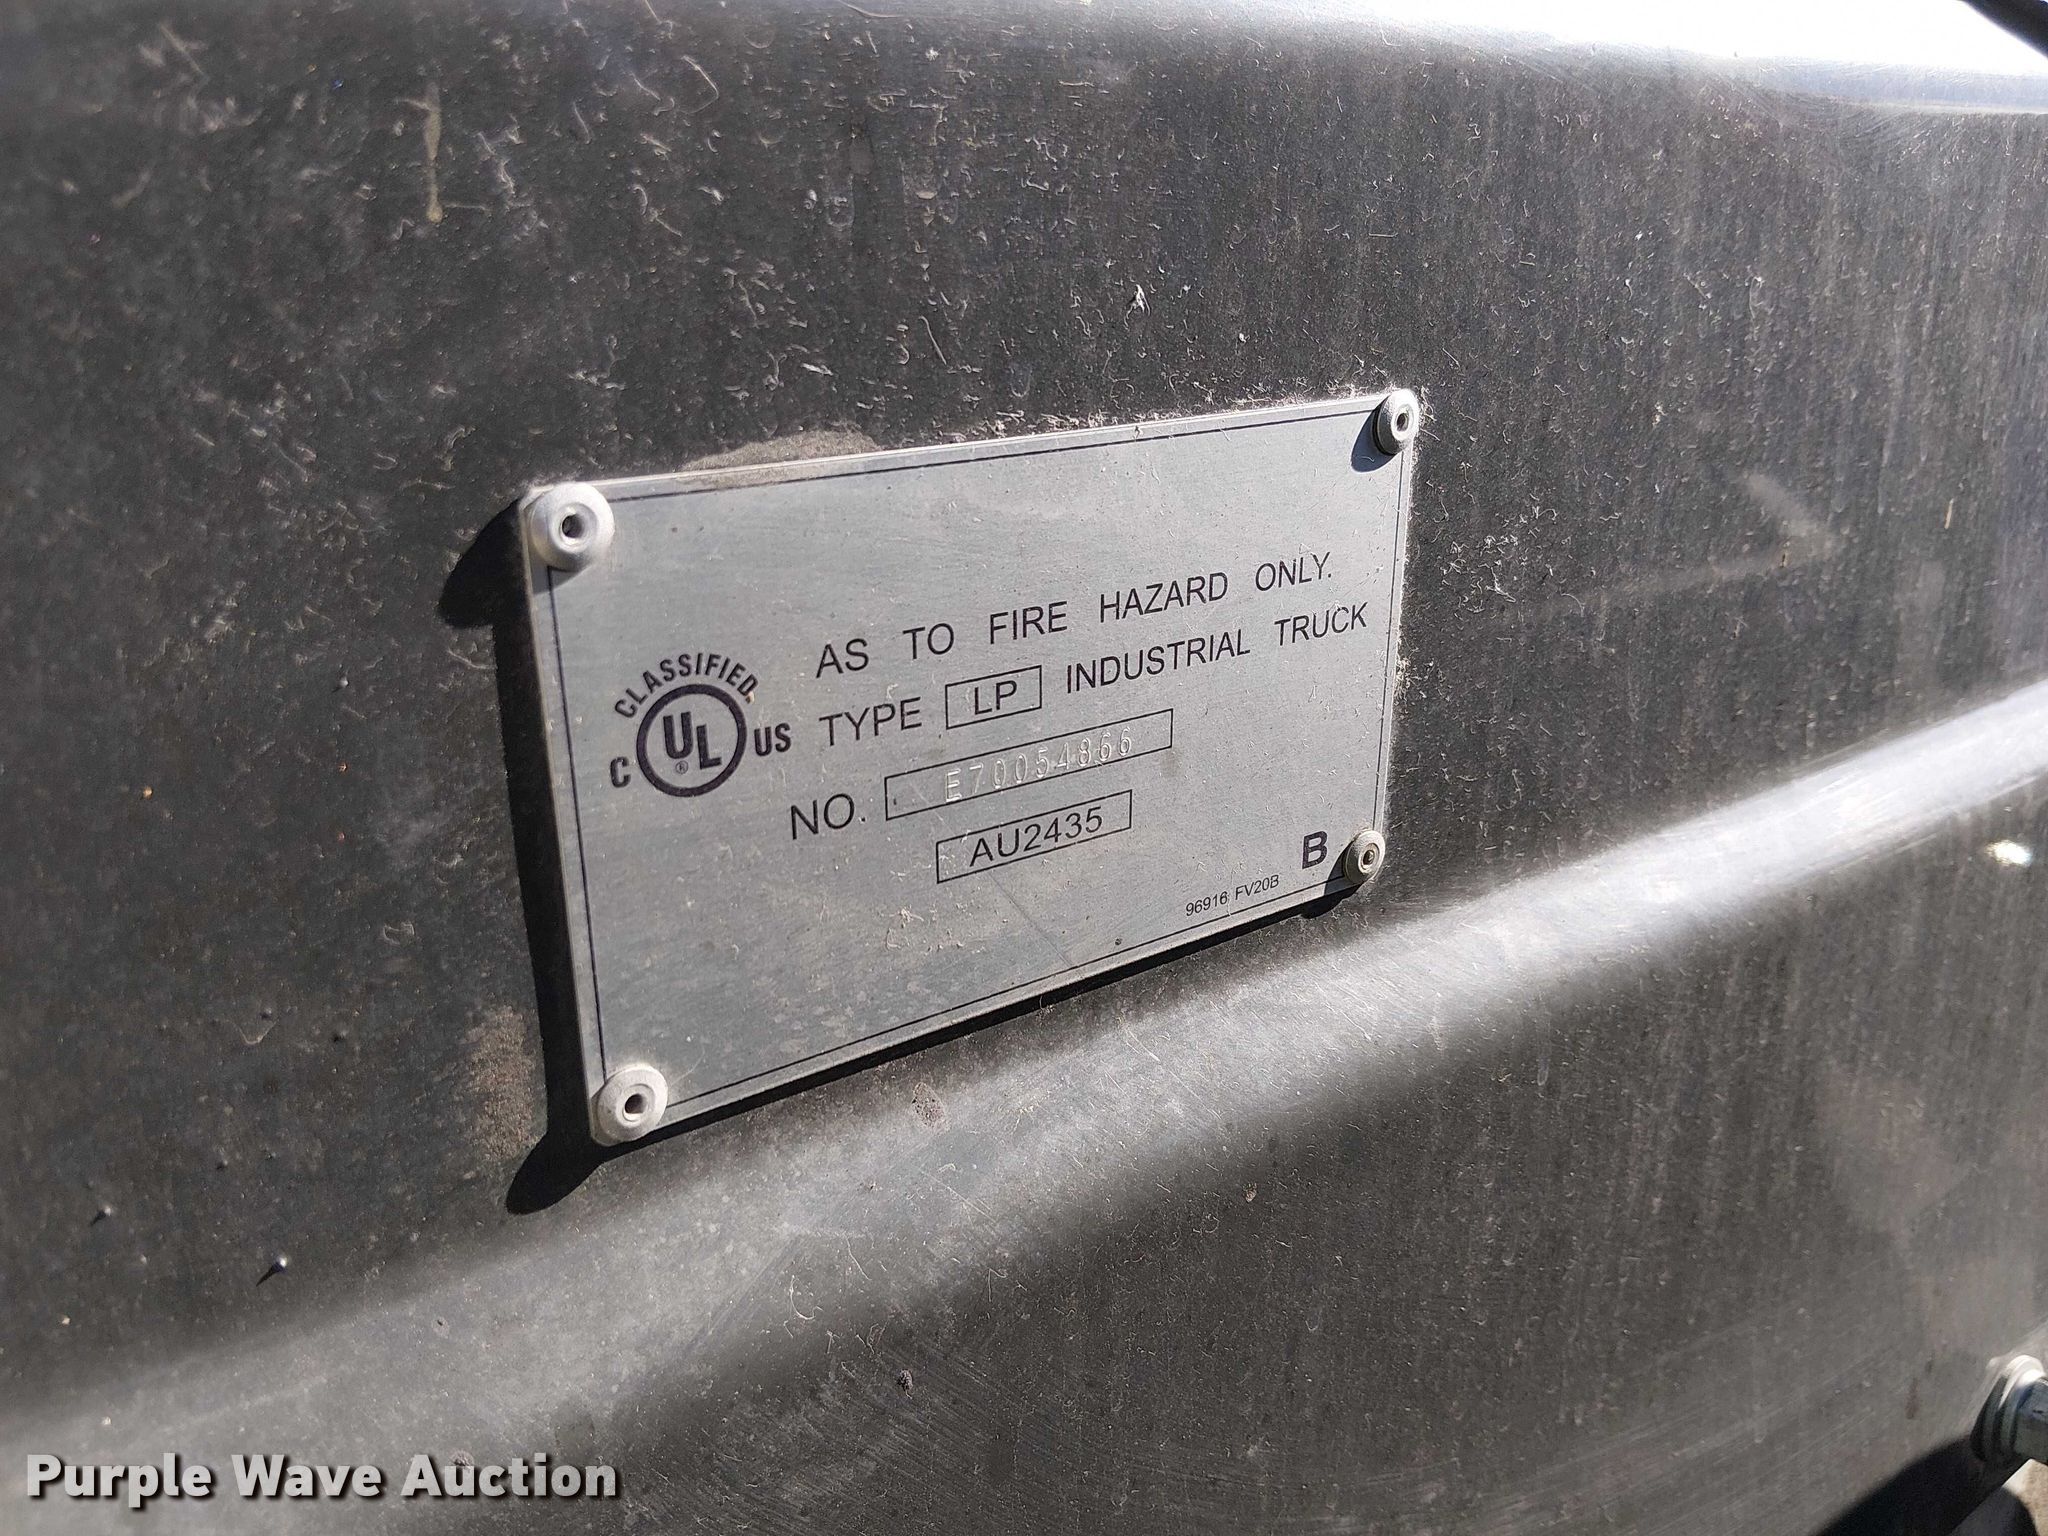 AS TO FIRE HAZARD ONLY.
CLASSIFIED
C UL ® US
TYPE LP INDUSTRIAL TRUCK
NO. E70054866
AU2435
B
96916 FV20B
Purple Wave Auction